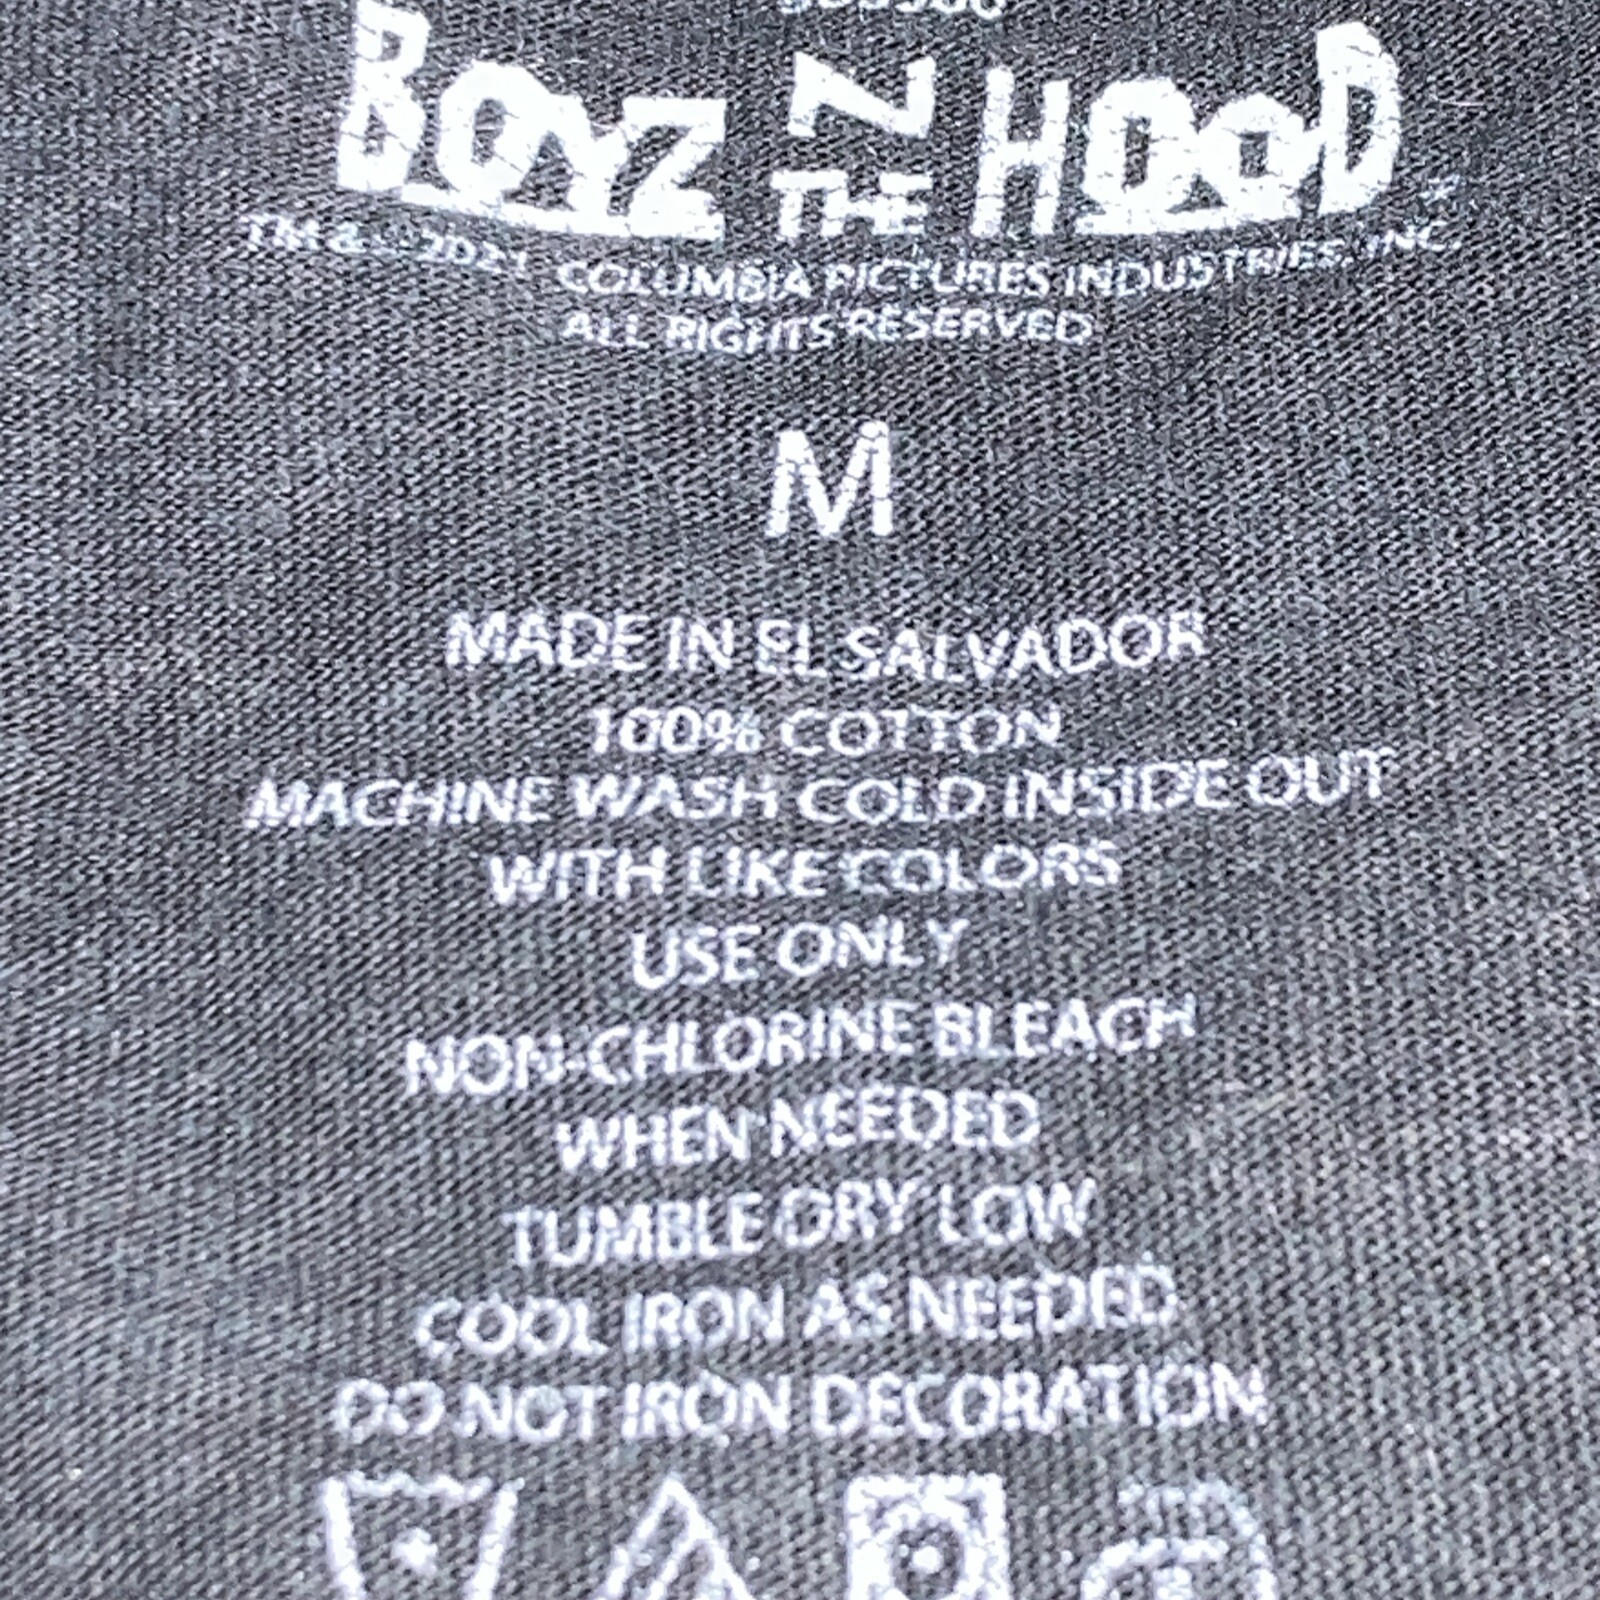 BOYZ N THE HOOD
TM & © 2021 COLUMBIA PICTURES INDUSTRIES, INC.
ALL RIGHTS RESERVED
M
MADE IN EL SALVADOR
100% COTTON
MACHINE WASH COLD INSIDE OUT
WITH LIKE COLORS
USE ONLY
NON-CHLORINE BLEACH
WHEN NEEDED
TUMBLE DRY LOW
COOL IRON AS NEEDED
DO NOT IRON DECORATION